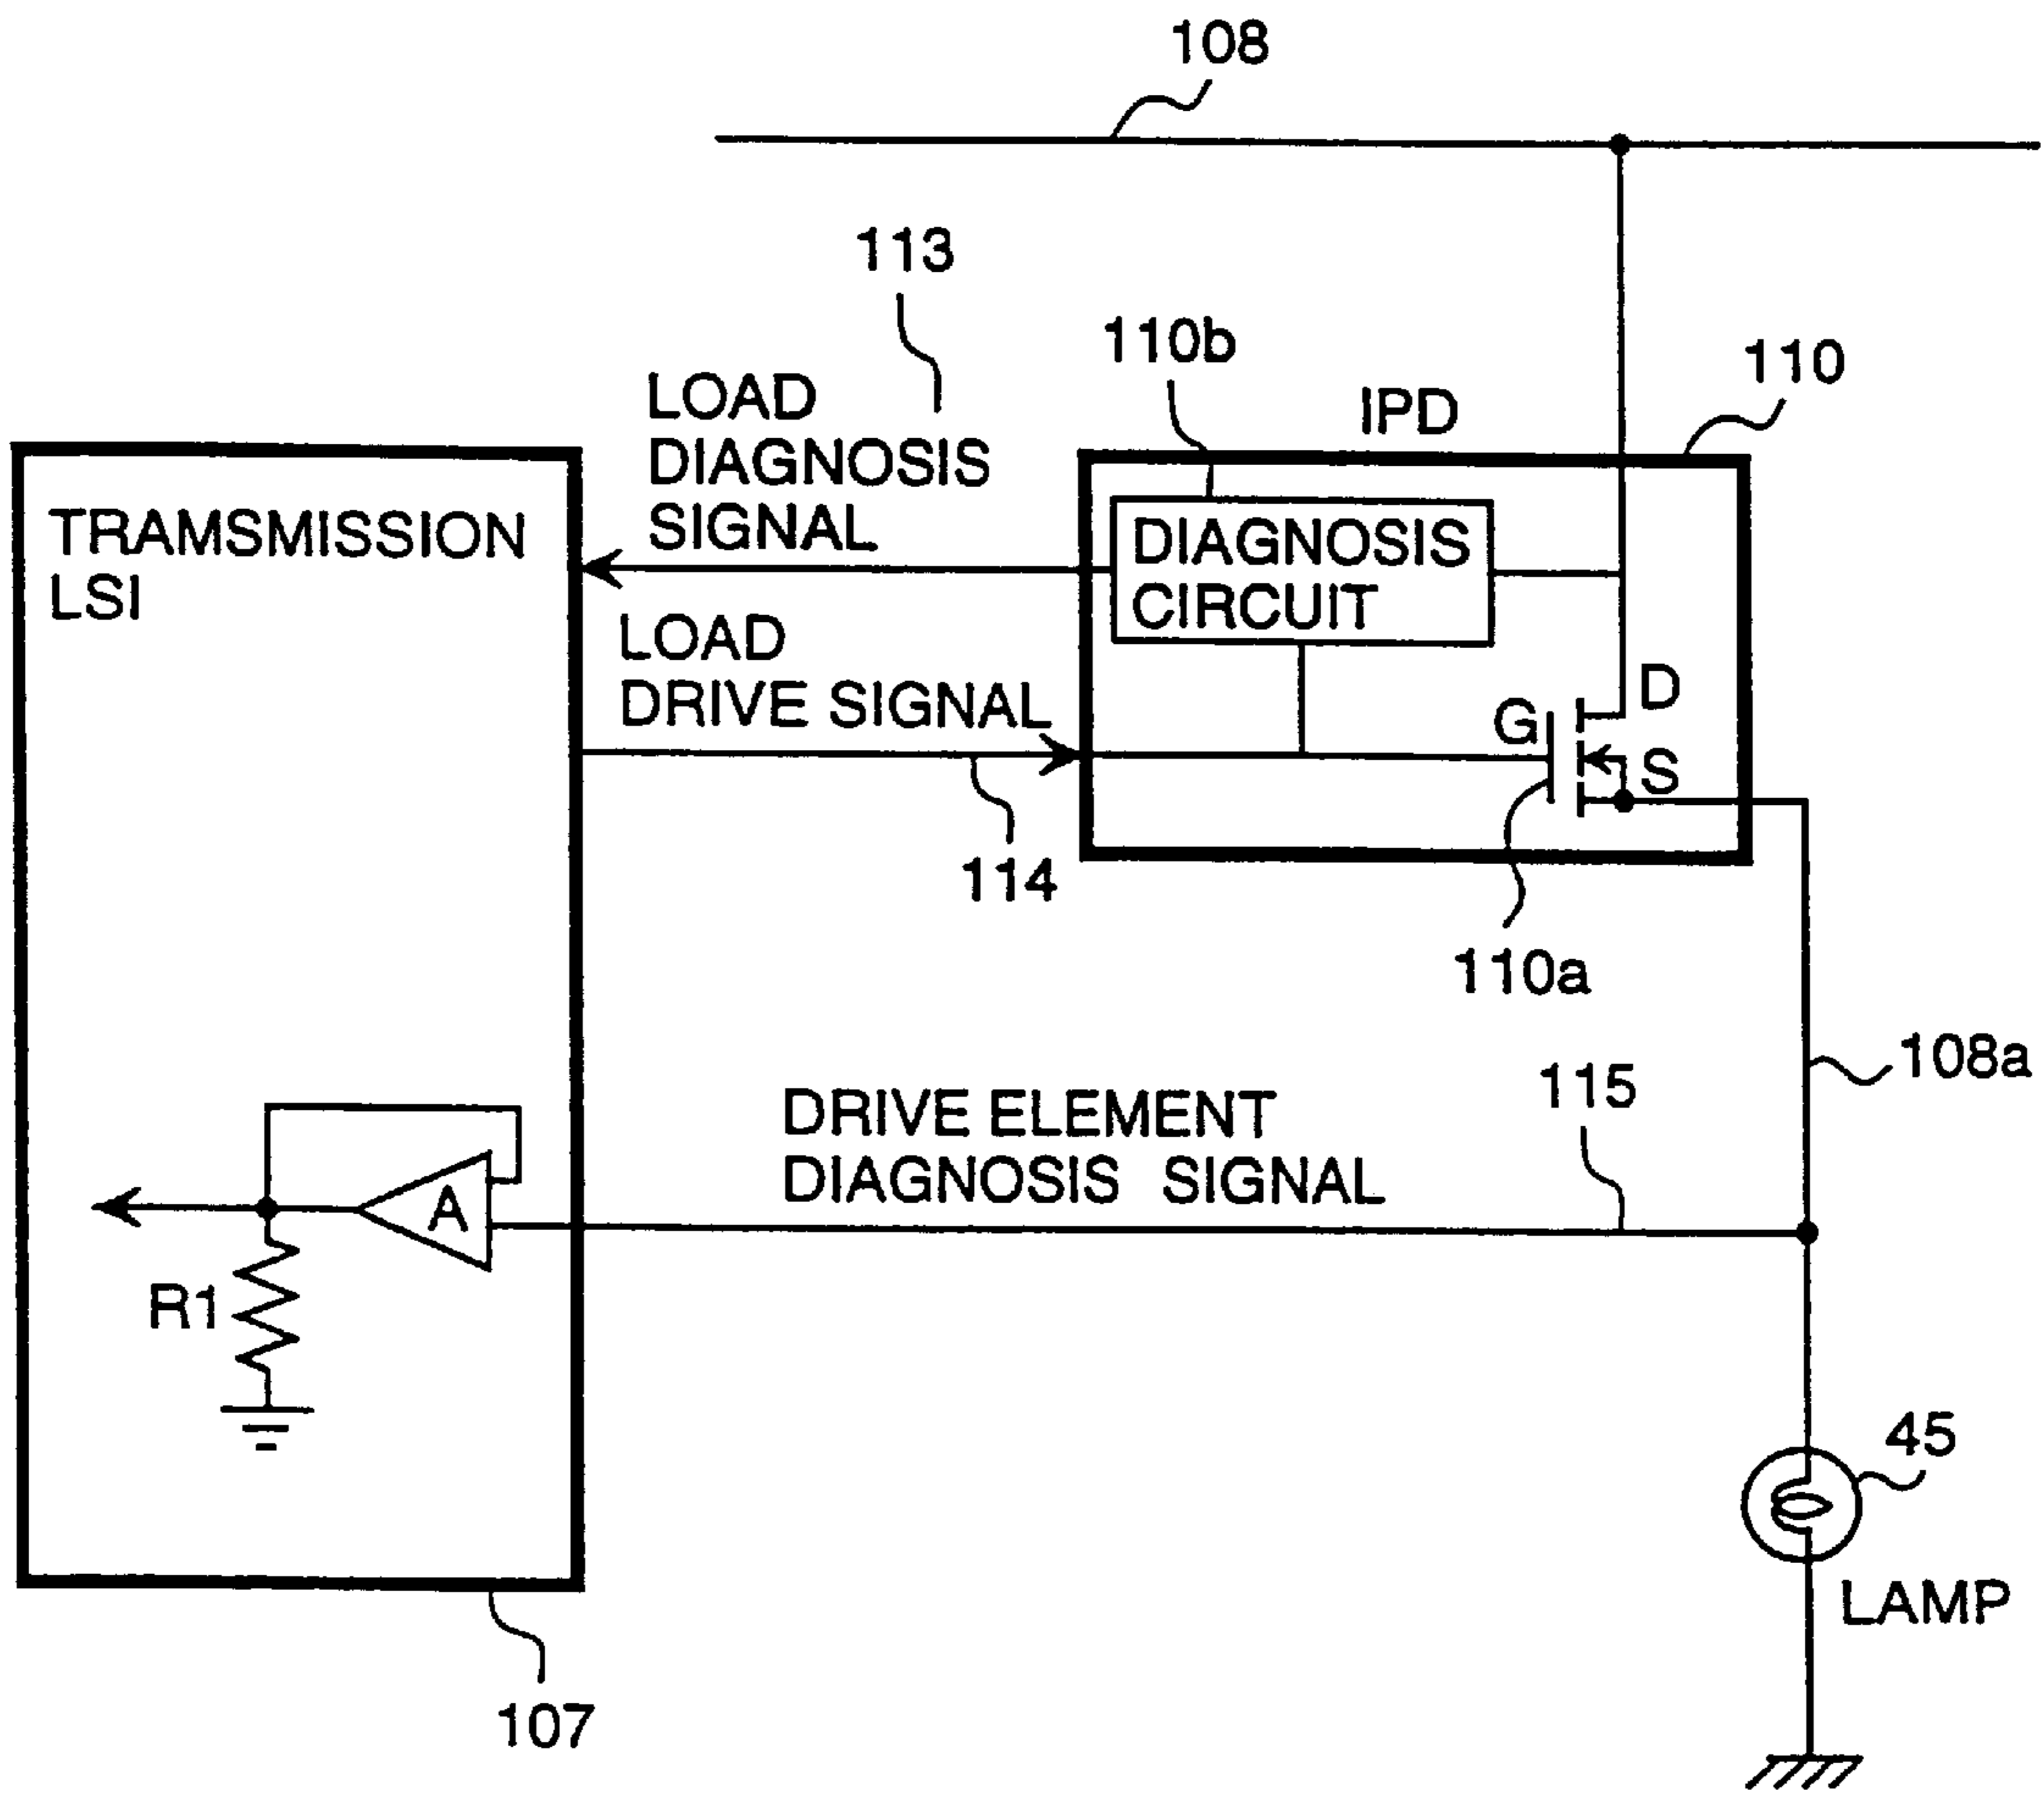 108
113
110b
110
IPD
LOAD
DIAGNOSIS
SIGNAL
TRAMSMISSION
LSI
DIAGNOSIS
CIRCUIT
LOAD
DRIVE SIGNAL
D
G
S
114
110a
108a
115
DRIVE ELEMENT
DIAGNOSIS SIGNAL
A
R1
45
LAMP
107